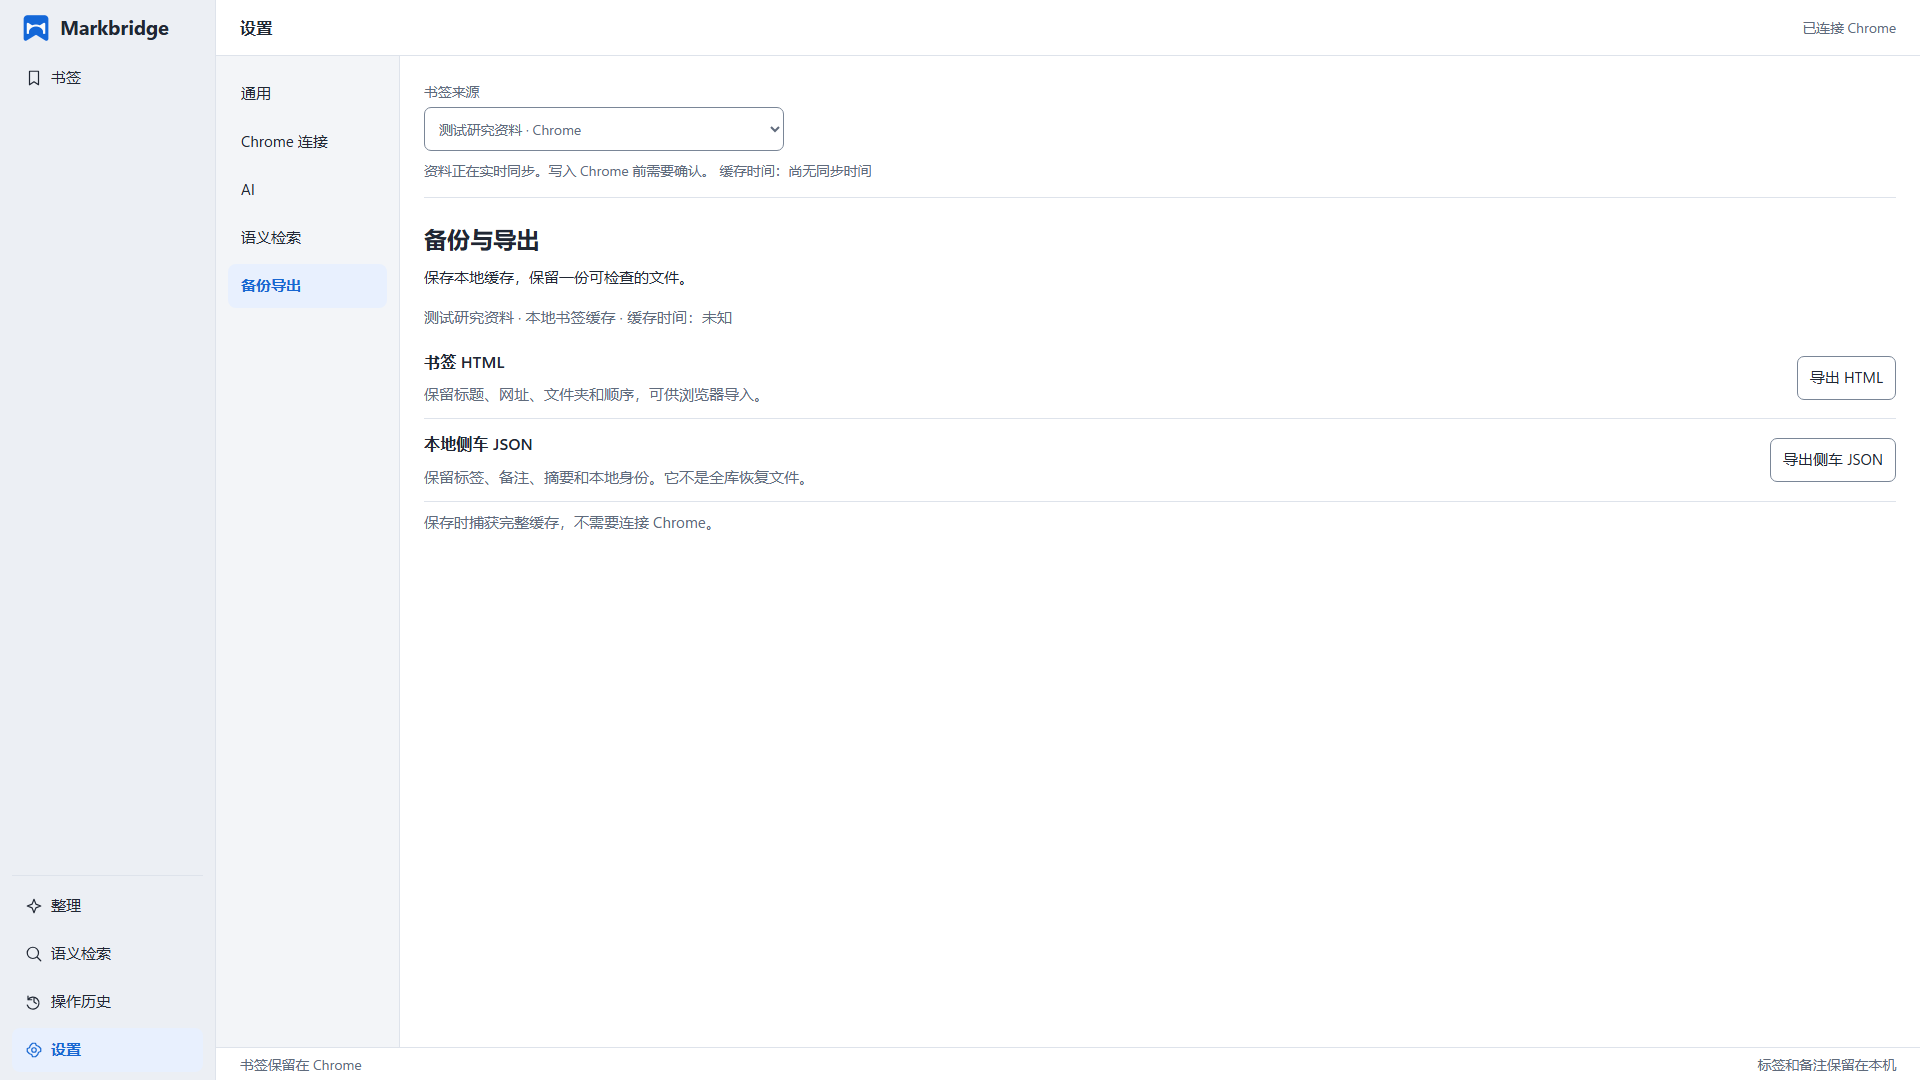 Markbridge
书签
整理
语义检索
操作历史
设置
设置
已连接 Chrome
通用
Chrome 连接
AI
语义检索
备份导出
书签来源
测试研究资料 · Chrome
资料正在实时同步。写入 Chrome 前需要确认。 缓存时间：尚无同步时间
备份与导出
保存本地缓存，保留一份可检查的文件。
测试研究资料 · 本地书签缓存 · 缓存时间：未知
书签 HTML
保留标题、网址、文件夹和顺序，可供浏览器导入。
导出 HTML
本地侧车 JSON
保留标签、备注、摘要和本地身份。它不是全库恢复文件。
导出侧车 JSON
保存时捕获完整缓存，不需要连接 Chrome。
书签保留在 Chrome
标签和备注保留在本机